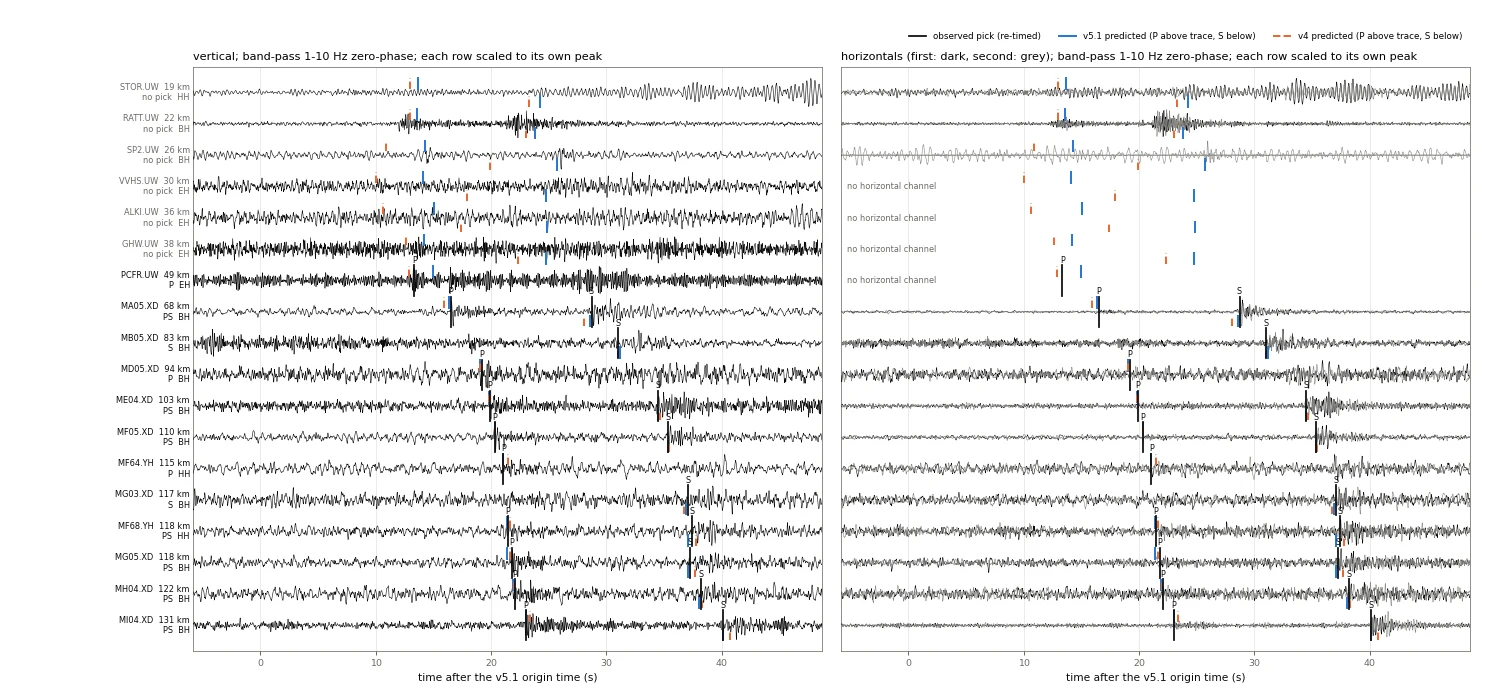 observed pick (re-timed) v5.1 predicted (P above trace, S below) v4 predicted (P above trace, S below)
vertical; band-pass 1-10 Hz zero-phase; each row scaled to its own peak
horizontals (first: dark, second: grey); band-pass 1-10 Hz zero-phase; each row scaled to its own peak
STOR.UW 19 km
no pick HH
RATT.UW 22 km
no pick BH
SP2.UW 26 km
no pick BH
VVHS.UW 30 km
no pick EH
no horizontal channel
ALKI.UW 36 km
no pick EH
no horizontal channel
GHW.UW 38 km
no pick EH
no horizontal channel
P P
PCFR.UW 49 km
P EH
no horizontal channel
P S P S
MA05.XD 68 km
PS BH
S S
MB05.XD 83 km
S BH
P P
MD05.XD 94 km
P BH
P S P S
ME04.XD 103 km
PS BH
P S P S
MF05.XD 110 km
PS BH
P P
MF64.YH 115 km
P HH
S S
MG03.XD 117 km
S BH
P S P S
MF68.YH 118 km
PS HH
P S P S
MG05.XD 118 km
PS BH
P S P S
MH04.XD 122 km
PS BH
P S P S
MI04.XD 131 km
PS BH
0 10 20 30 40
0 10 20 30 40
time after the v5.1 origin time (s)
time after the v5.1 origin time (s)